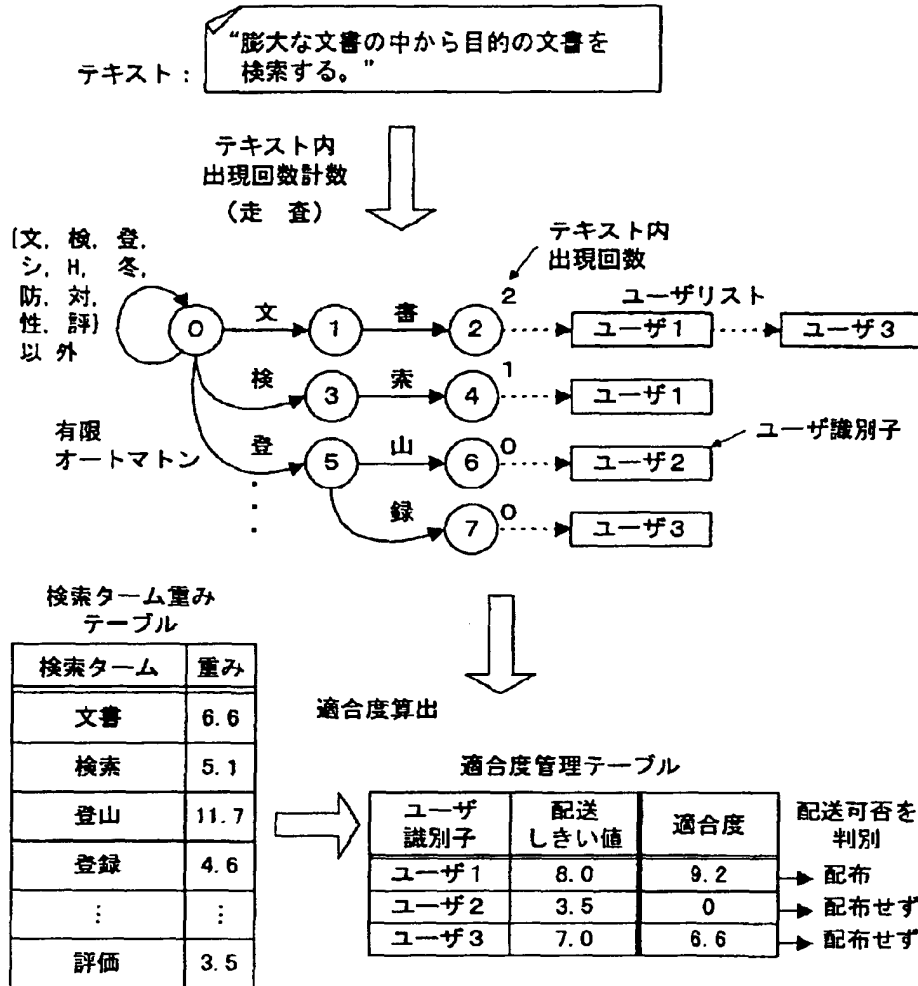 テキスト：
“膨大な文書の中から目的の文書を
検索する。”
テキスト内
出現回数計数
（走 査）
[文, 検, 登,
シ, H, 冬,
防, 対,
性, 評]
以 外
テキスト内
出現回数
ユーザリスト
0
文
1
書
2
2
ユーザ1
ユーザ3
検
3
索
4
1
ユーザ1
有限
オートマトン
登
5
山
6
0
ユーザ2
ユーザ識別子
録
7
0
ユーザ3
検索ターム重み
テーブル
検索ターム 重み
文書 6.6
検索 5.1
登山 11.7
登録 4.6
⋮ ⋮
評価 3.5
適合度算出
適合度管理テーブル
ユーザ識別子 配送しきい値 適合度 配送可否を判別
ユーザ1 8.0 9.2 配布
ユーザ2 3.5 0 配布せず
ユーザ3 7.0 6.6 配布せず